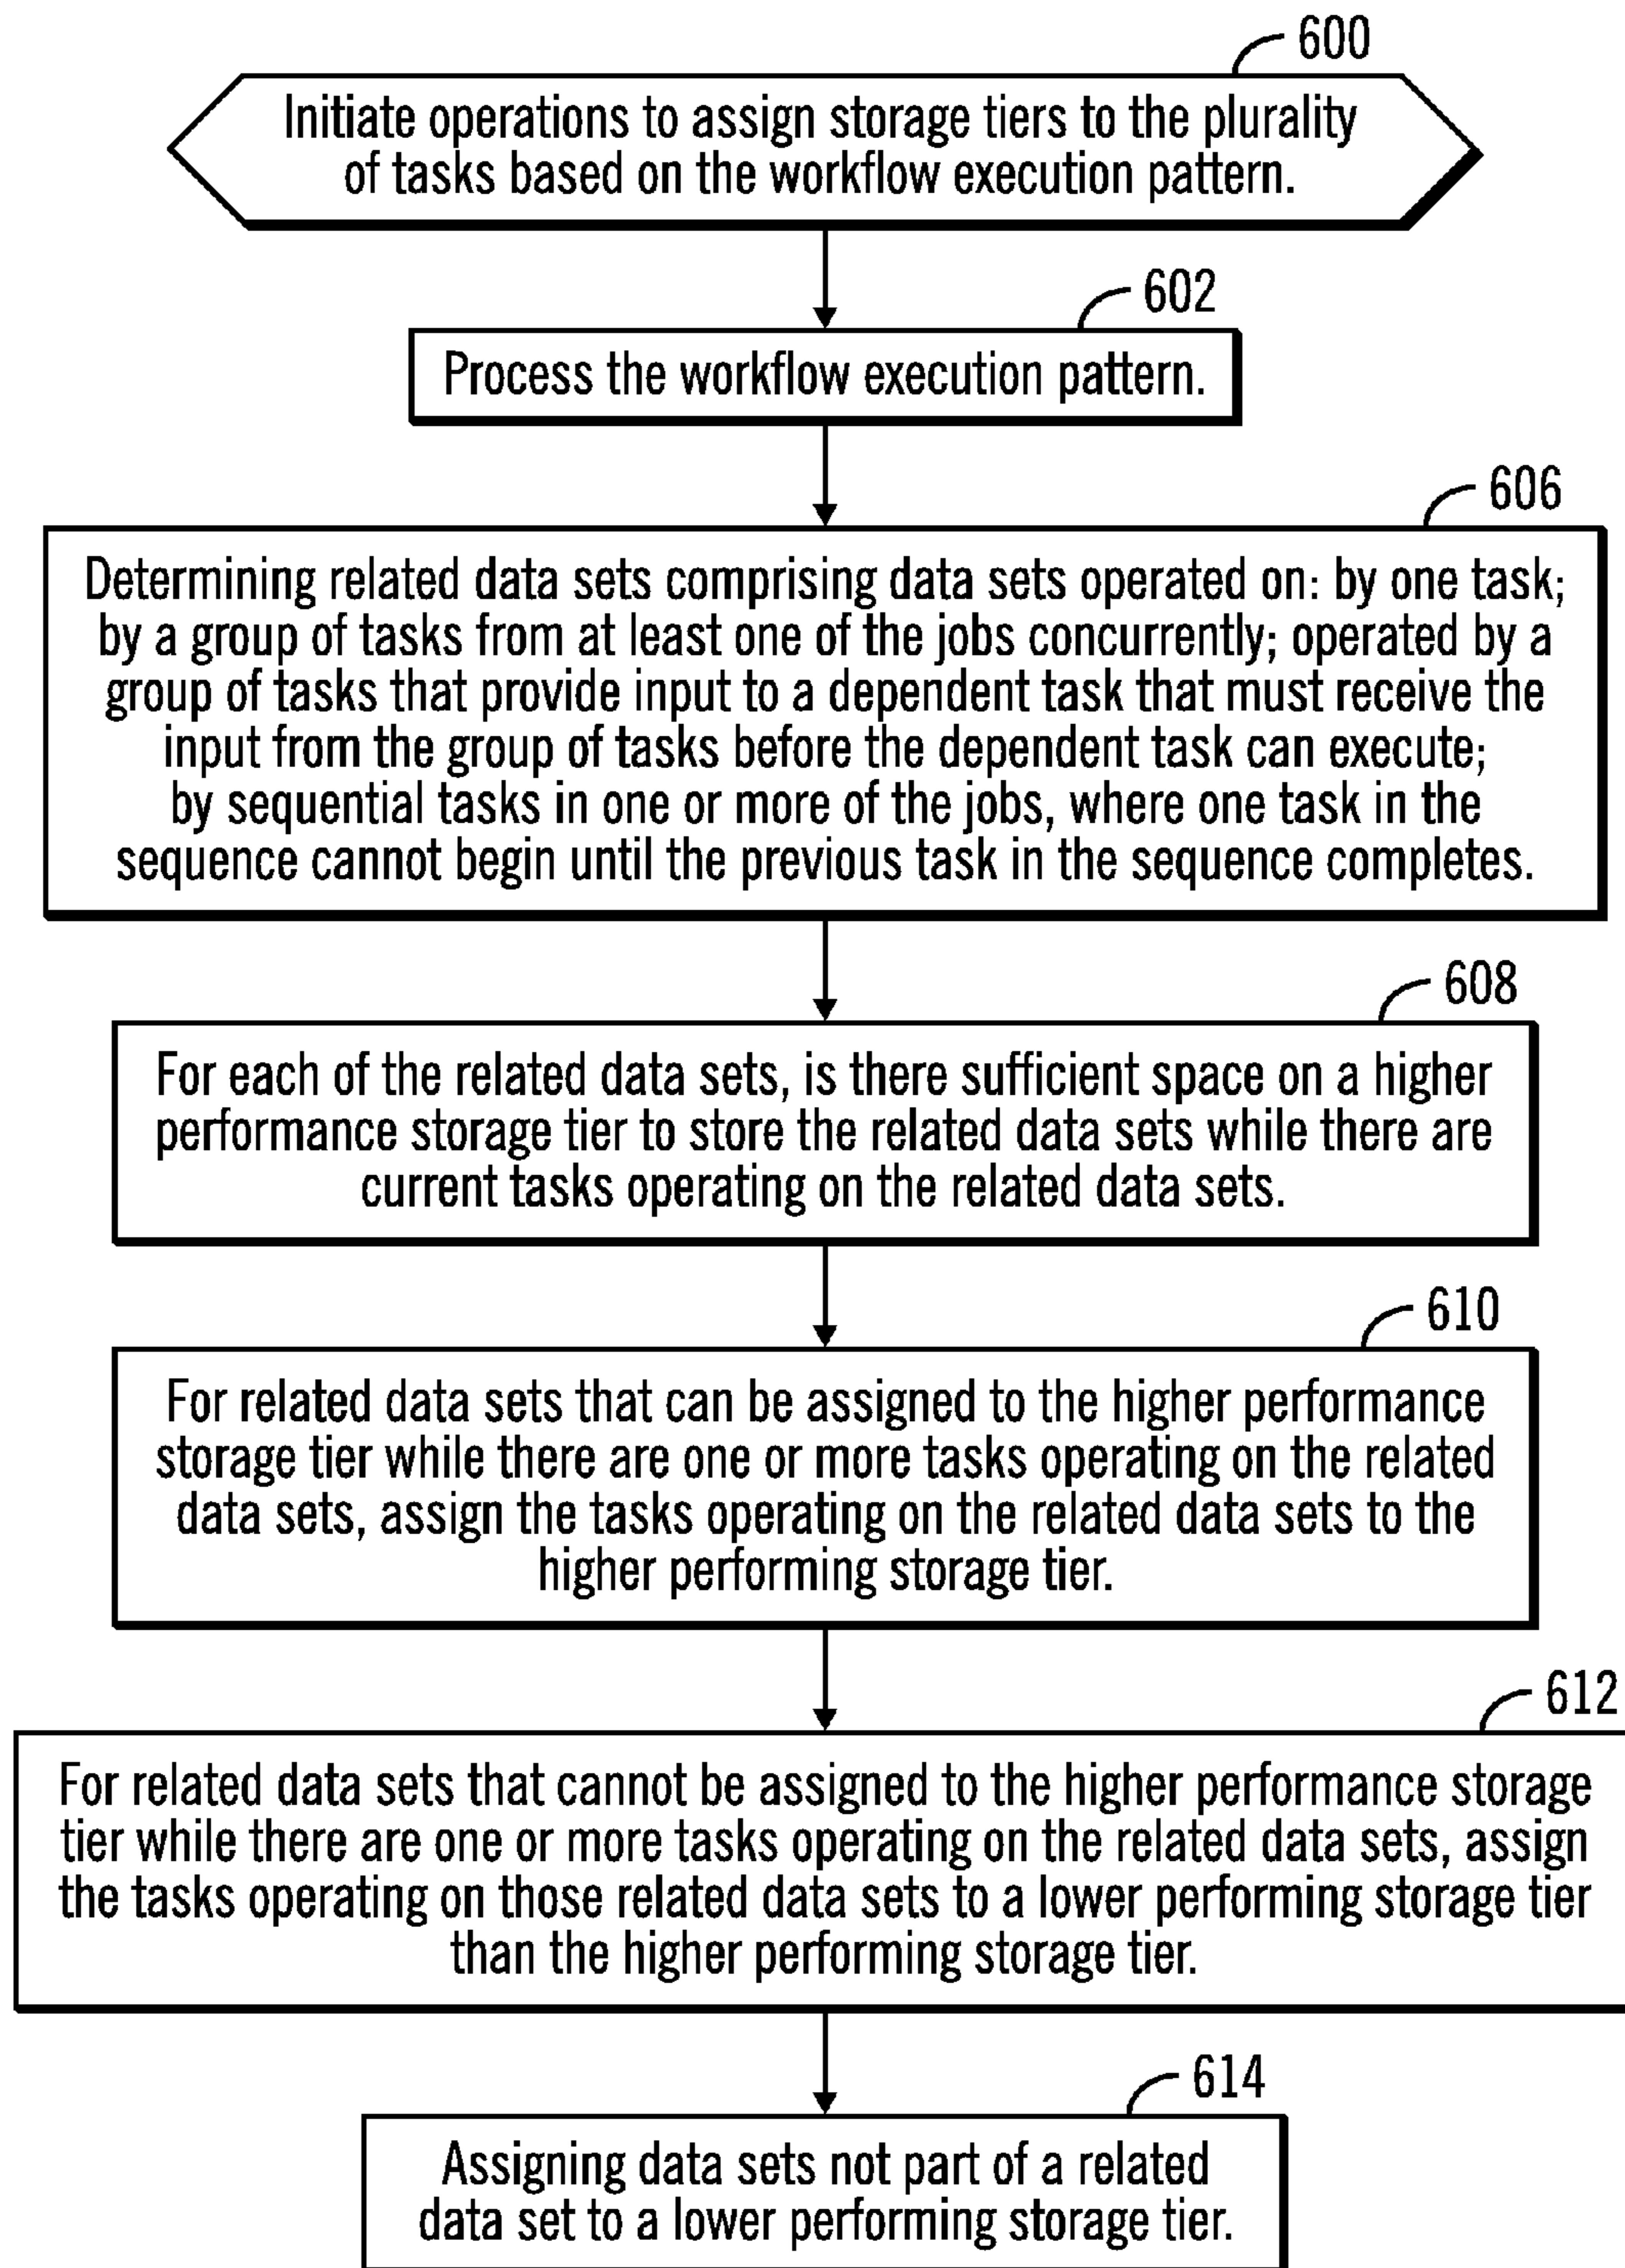 600
Initiate operations to assign storage tiers to the plurality
of tasks based on the workflow execution pattern.
602
Process the workflow execution pattern.
606
Determining related data sets comprising data sets operated on: by one task;
by a group of tasks from at least one of the jobs concurrently; operated by a
group of tasks that provide input to a dependent task that must receive the
input from the group of tasks before the dependent task can execute;
by sequential tasks in one or more of the jobs, where one task in the
sequence cannot begin until the previous task in the sequence completes.
608
For each of the related data sets, is there sufficient space on a higher
performance storage tier to store the related data sets while there are
current tasks operating on the related data sets.
610
For related data sets that can be assigned to the higher performance
storage tier while there are one or more tasks operating on the related
data sets, assign the tasks operating on the related data sets to the
higher performing storage tier.
612
For related data sets that cannot be assigned to the higher performance storage
tier while there are one or more tasks operating on the related data sets, assign
the tasks operating on those related data sets to a lower performing storage tier
than the higher performing storage tier.
614
Assigning data sets not part of a related
data set to a lower performing storage tier.